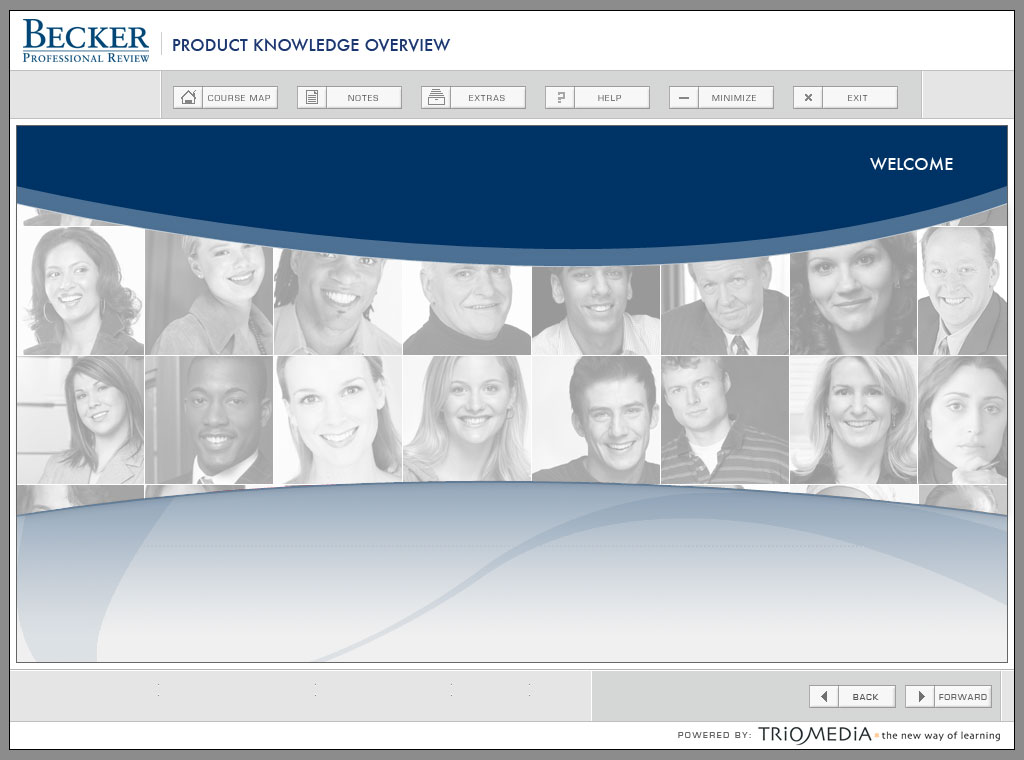 BECKER
PROFESSIONAL REVIEW
PRODUCT KNOWLEDGE OVERVIEW
COURSE MAP
NOTES
EXTRAS
HELP
MINIMIZE
EXIT
WELCOME
BACK
FORWARD
POWERED BY: TRiOMEDiA the new way of learning